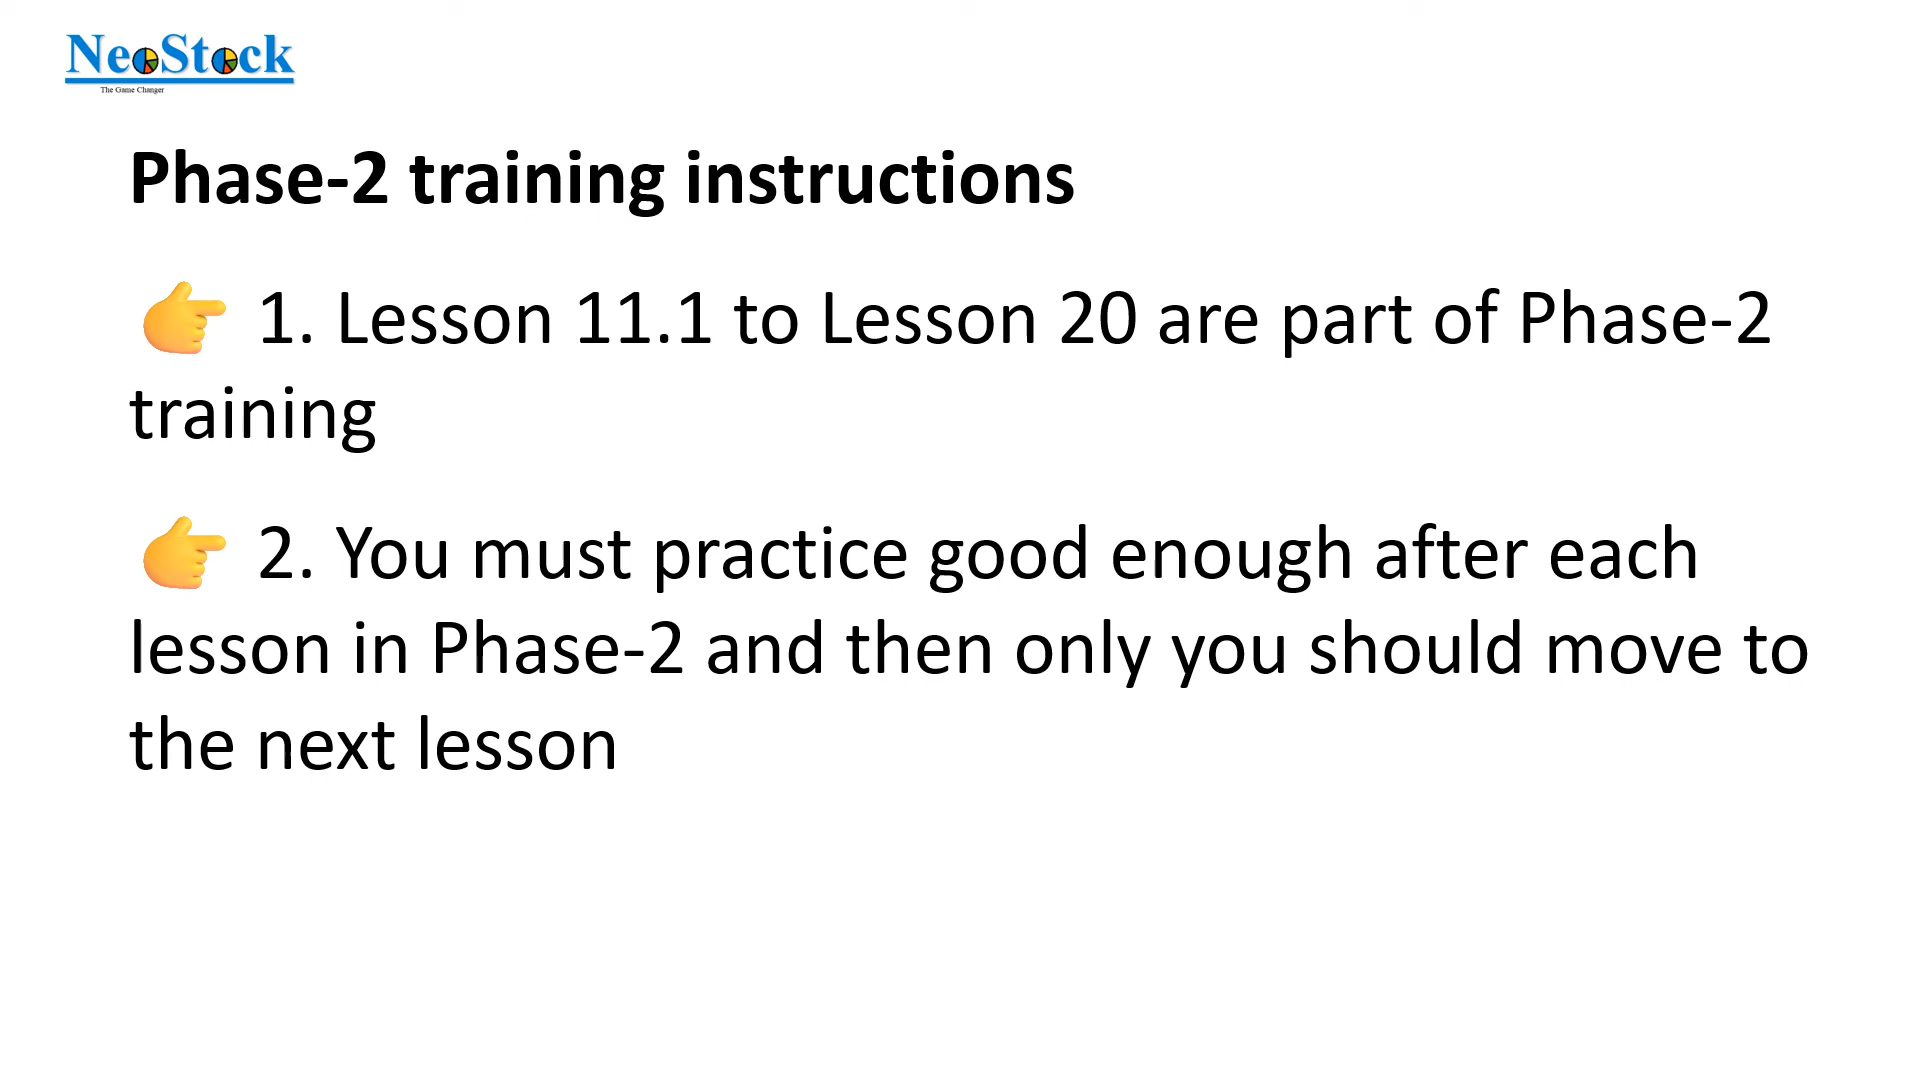 NeoStock
The Game Changer
Phase-2 training instructions
👉 1. Lesson 11.1 to Lesson 20 are part of Phase-2
training
👉 2. You must practice good enough after each
lesson in Phase-2 and then only you should move to
the next lesson